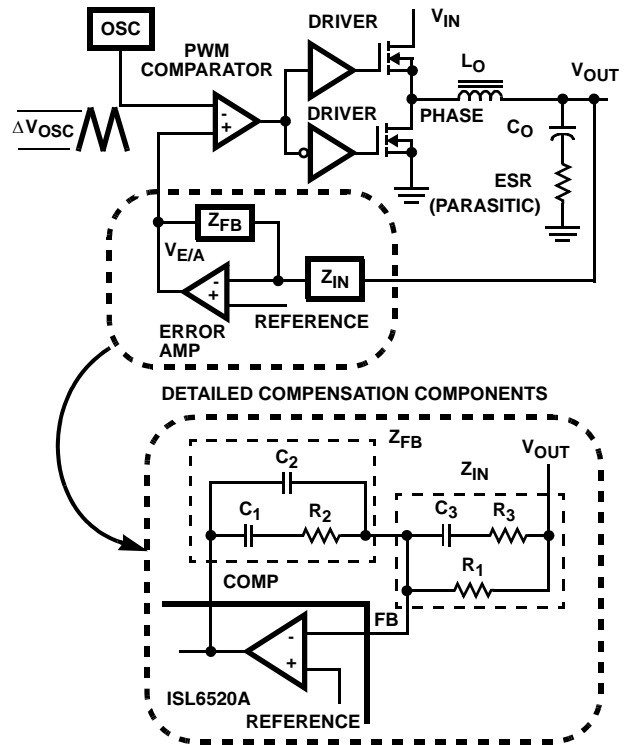 OSC
DRIVER
V_IN
PWM
COMPARATOR
L_O
V_OUT
DRIVER
ΔV_OSC
PHASE
C_O
ESR
(PARASITIC)
Z_FB
V_E/A
Z_IN
REFERENCE
ERROR
AMP
DETAILED COMPENSATION COMPONENTS
Z_FB
V_OUT
C_2
Z_IN
C_1
R_2
C_3
R_3
R_1
COMP
FB
ISL6520A
REFERENCE